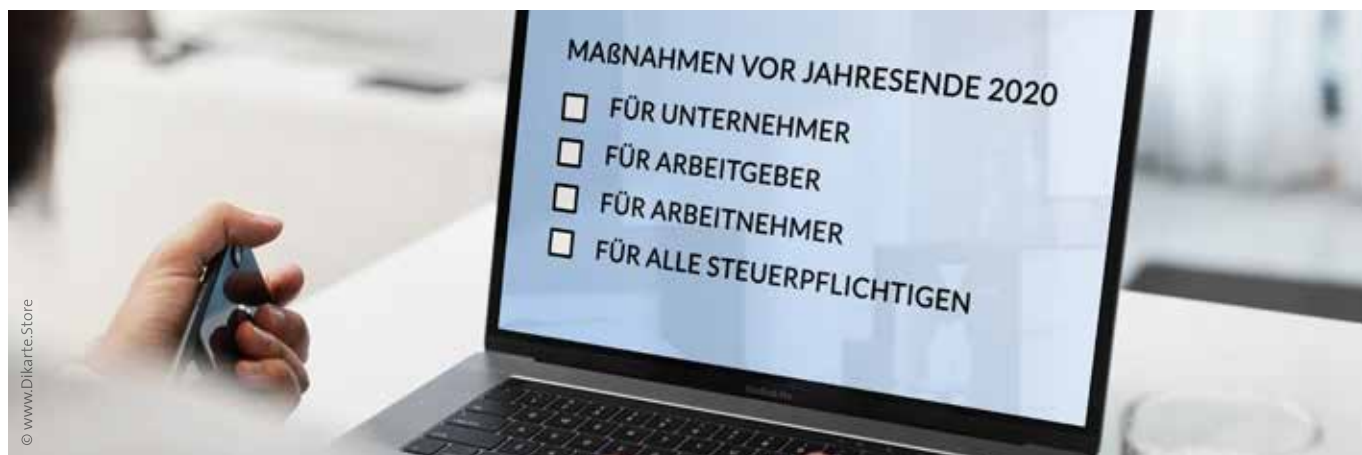 MAßNAHMEN VOR JAHRESENDE 2020
FÜR UNTERNEHMER
FÜR ARBEITGEBER
FÜR ARBEITNEHMER
FÜR ALLE STEUERPFLICHTIGEN
© www.Dikarte.Store